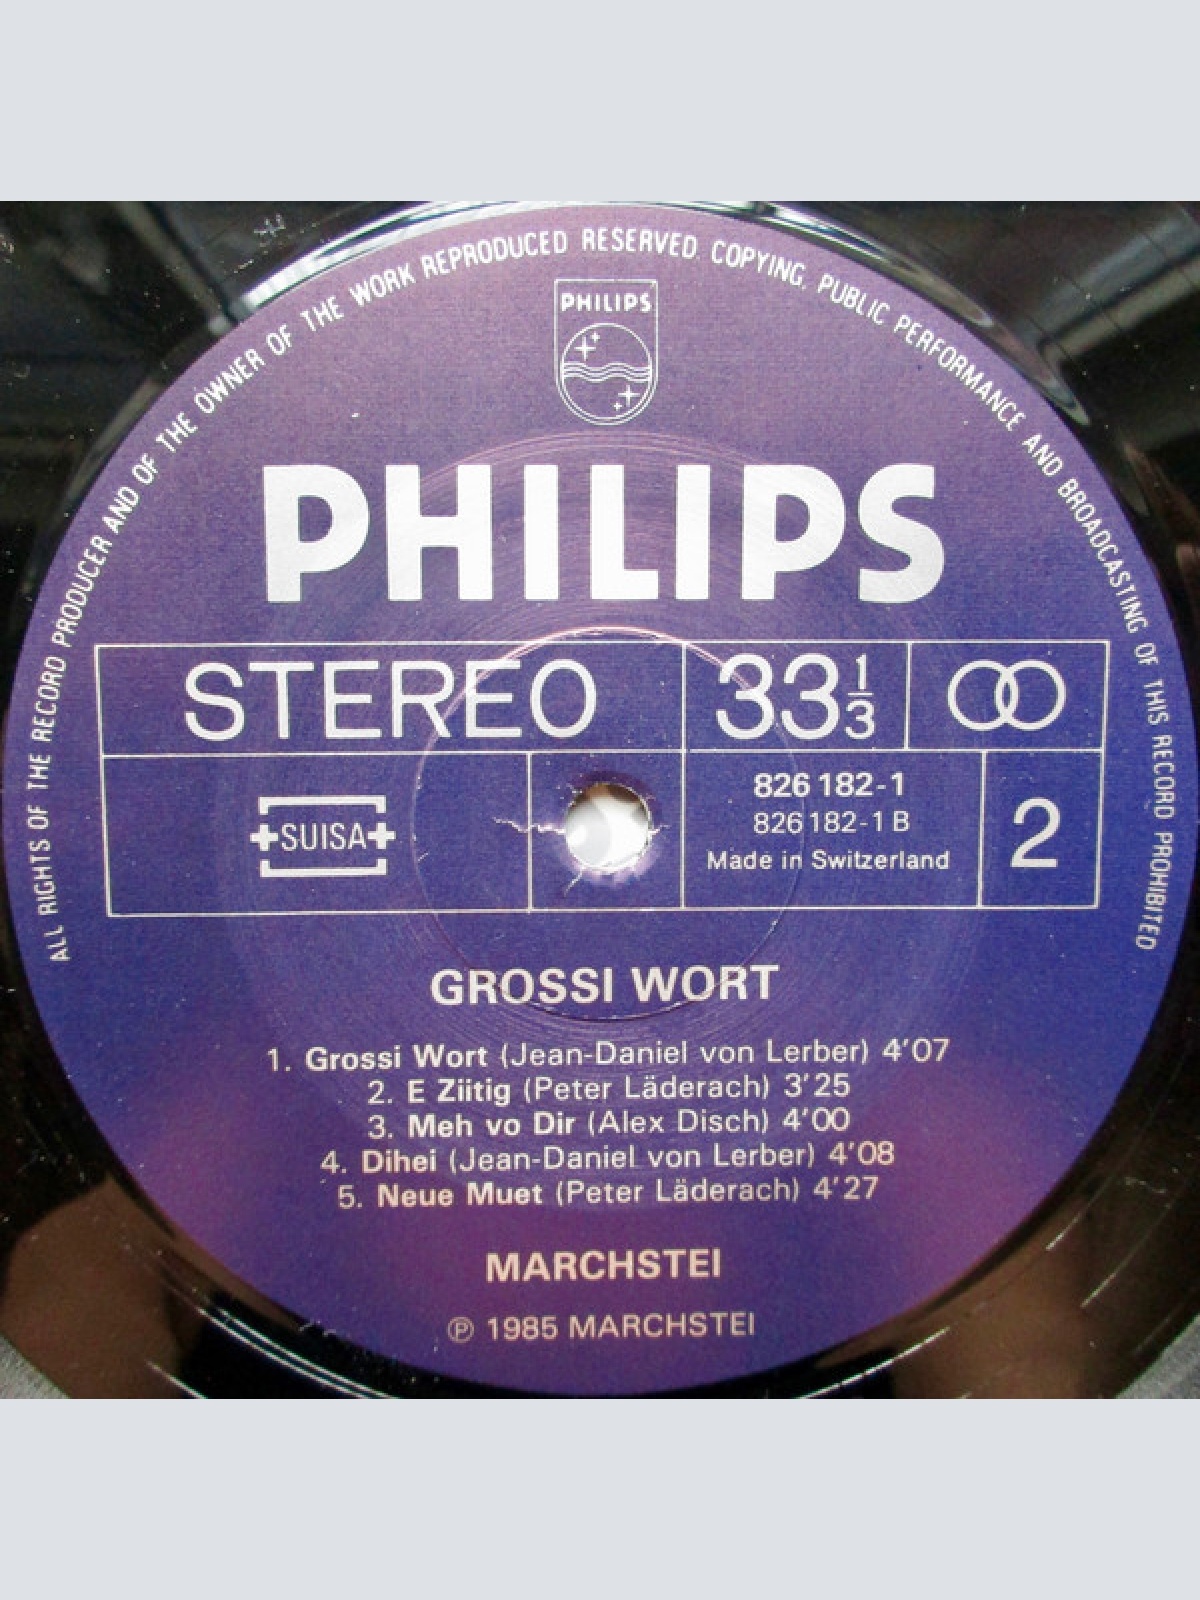 ALL RIGHTS OF THE RECORD PRODUCER AND OF THE OWNER OF THE WORK REPRODUCED RESERVED. COPYING, PUBLIC PERFORMANCE AND BROADCASTING OF THIS RECORD PROHIBITED
PHILIPS
PHILIPS
STEREO 33 1/3
SUISA
826 182-1
826 182-1 B
Made in Switzerland
2
GROSSI WORT
1. Grossi Wort (Jean-Daniel von Lerber) 4'07
2. E Ziitig (Peter Läderach) 3'25
3. Meh vo Dir (Alex Disch) 4'00
4. Dihei (Jean-Daniel von Lerber) 4'08
5. Neue Muet (Peter Läderach) 4'27
MARCHSTEI
℗ 1985 MARCHSTEI